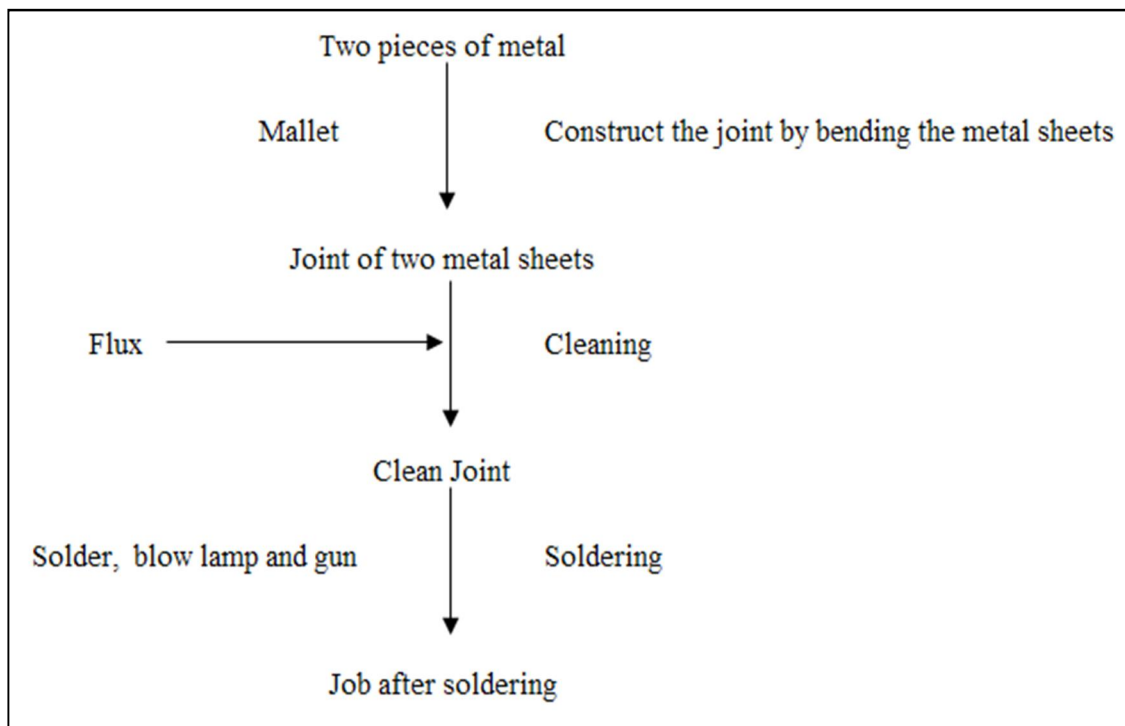 Two pieces of metal
Mallet
Construct the joint by bending the metal sheets
Joint of two metal sheets
Flux
Cleaning
Clean Joint
Solder, blow lamp and gun
Soldering
Job after soldering